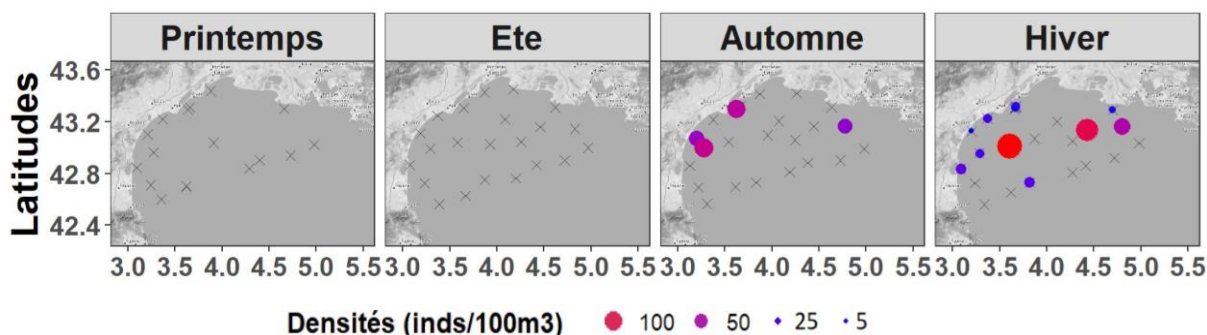 Printemps Ete Automne Hiver
Latitudes
43.6
43.2
42.8
42.4
3.0 3.5 4.0 4.5 5.0 5.5 3.0 3.5 4.0 4.5 5.0 5.5 3.0 3.5 4.0 4.5 5.0 5.5 3.0 3.5 4.0 4.5 5.0 5.5
Densités (inds/100m3) 100 50 25 5